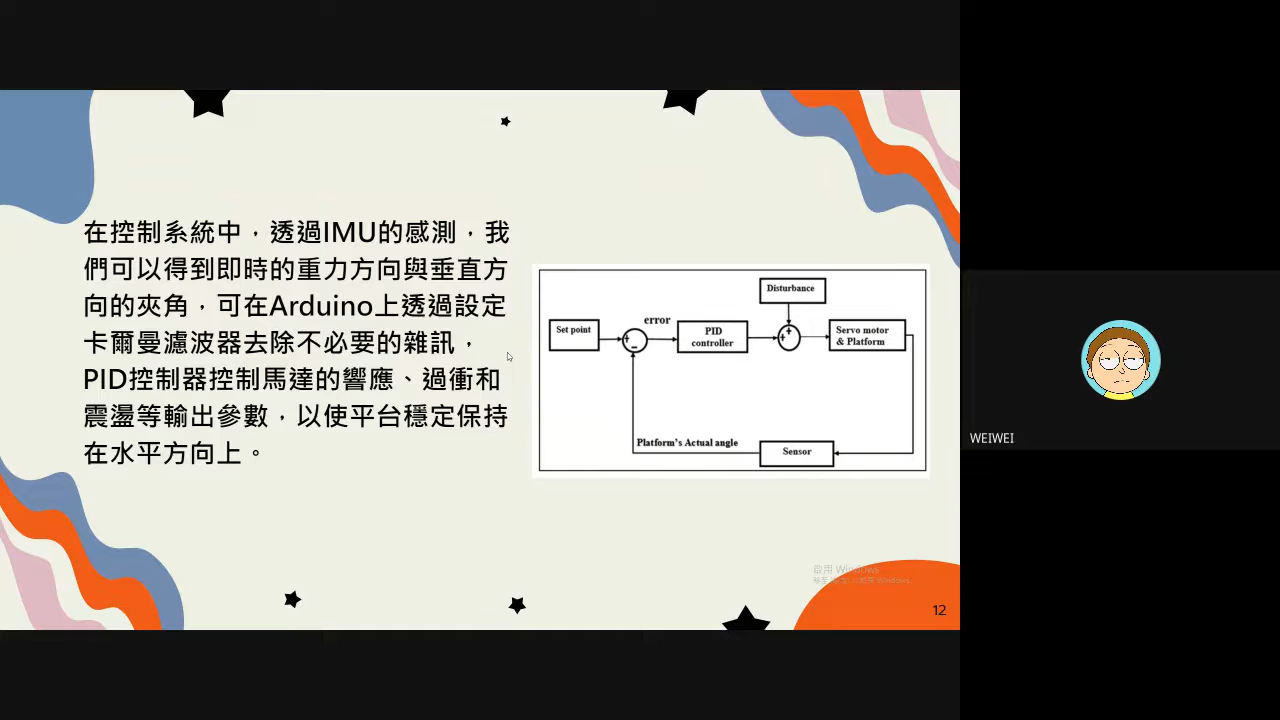 在控制系統中，透過IMU的感測，我
們可以得到即時的重力方向與垂直方
向的夾角，可在Arduino上透過設定
卡爾曼濾波器去除不必要的雜訊，
PID控制器控制馬達的響應、過衝和
震盪等輸出參數，以使平台穩定保持
在水平方向上。
Disturbance
Set point
error
PID
controller
Servo motor
& Platform
Platform's Actual angle
Sensor
啟用 Windows
12
WEIWEI